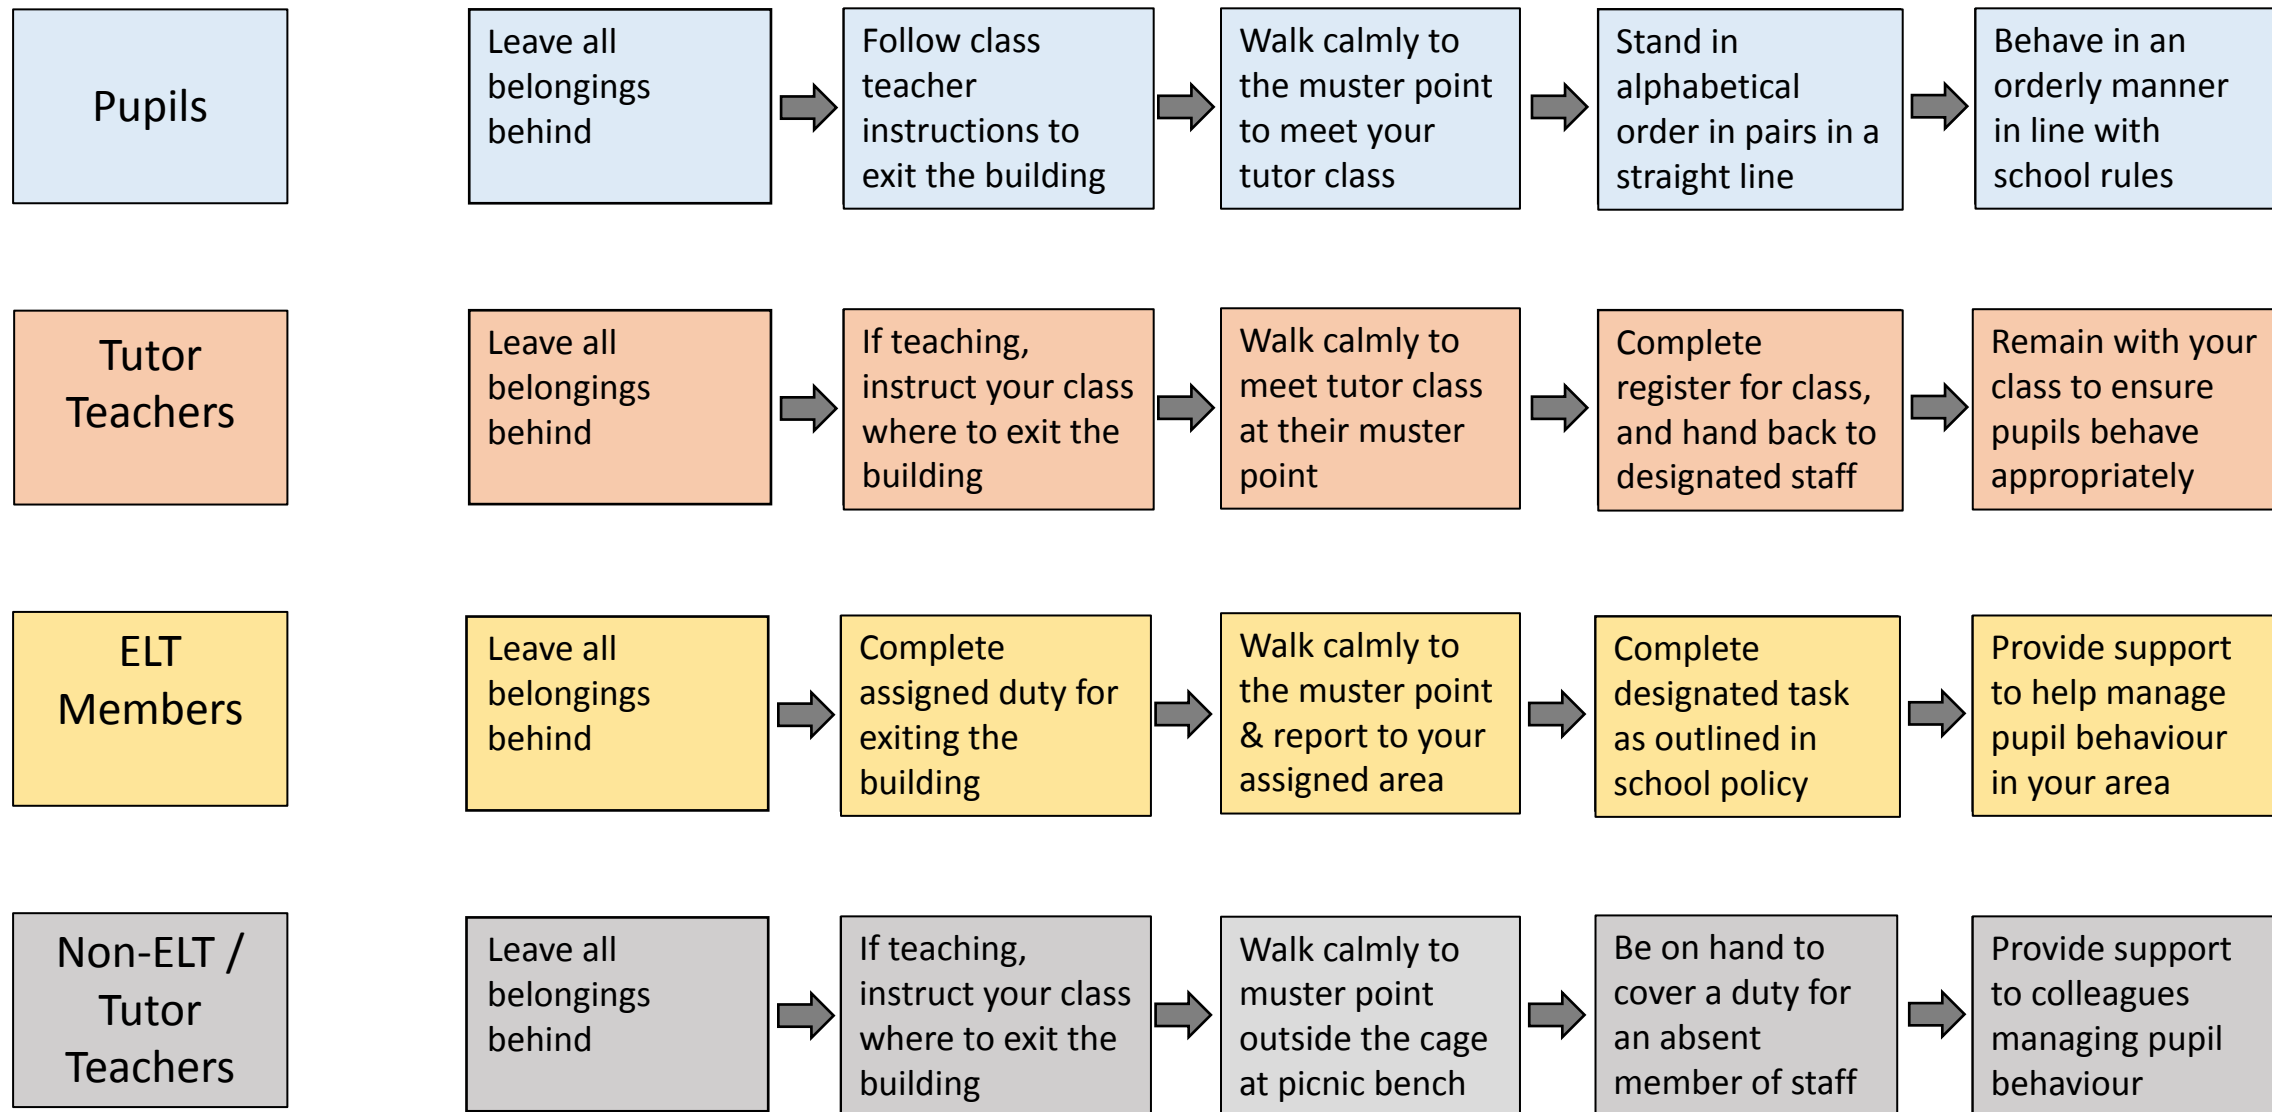 Pupils
Leave all
belongings
behind
Follow class
teacher
instructions to
exit the building
Walk calmly to
the muster point
to meet your
tutor class
Stand in
alphabetical
order in pairs in a
straight line
Behave in an
orderly manner
in line with
school rules
Tutor
Teachers
Leave all
belongings
behind
If teaching,
instruct your class
where to exit the
building
Walk calmly to
meet tutor class
at their muster
point
Complete
register for class,
and hand back to
designated staff
Remain with your
class to ensure
pupils behave
appropriately
ELT
Members
Leave all
belongings
behind
Complete
assigned duty for
exiting the
building
Walk calmly to
the muster point
& report to your
assigned area
Complete
designated task
as outlined in
school policy
Provide support
to help manage
pupil behaviour
in your area
Non-ELT /
Tutor
Teachers
Leave all
belongings
behind
If teaching,
instruct your class
where to exit the
building
Walk calmly to
muster point
outside the cage
at picnic bench
Be on hand to
cover a duty for
an absent
member of staff
Provide support
to colleagues
managing pupil
behaviour